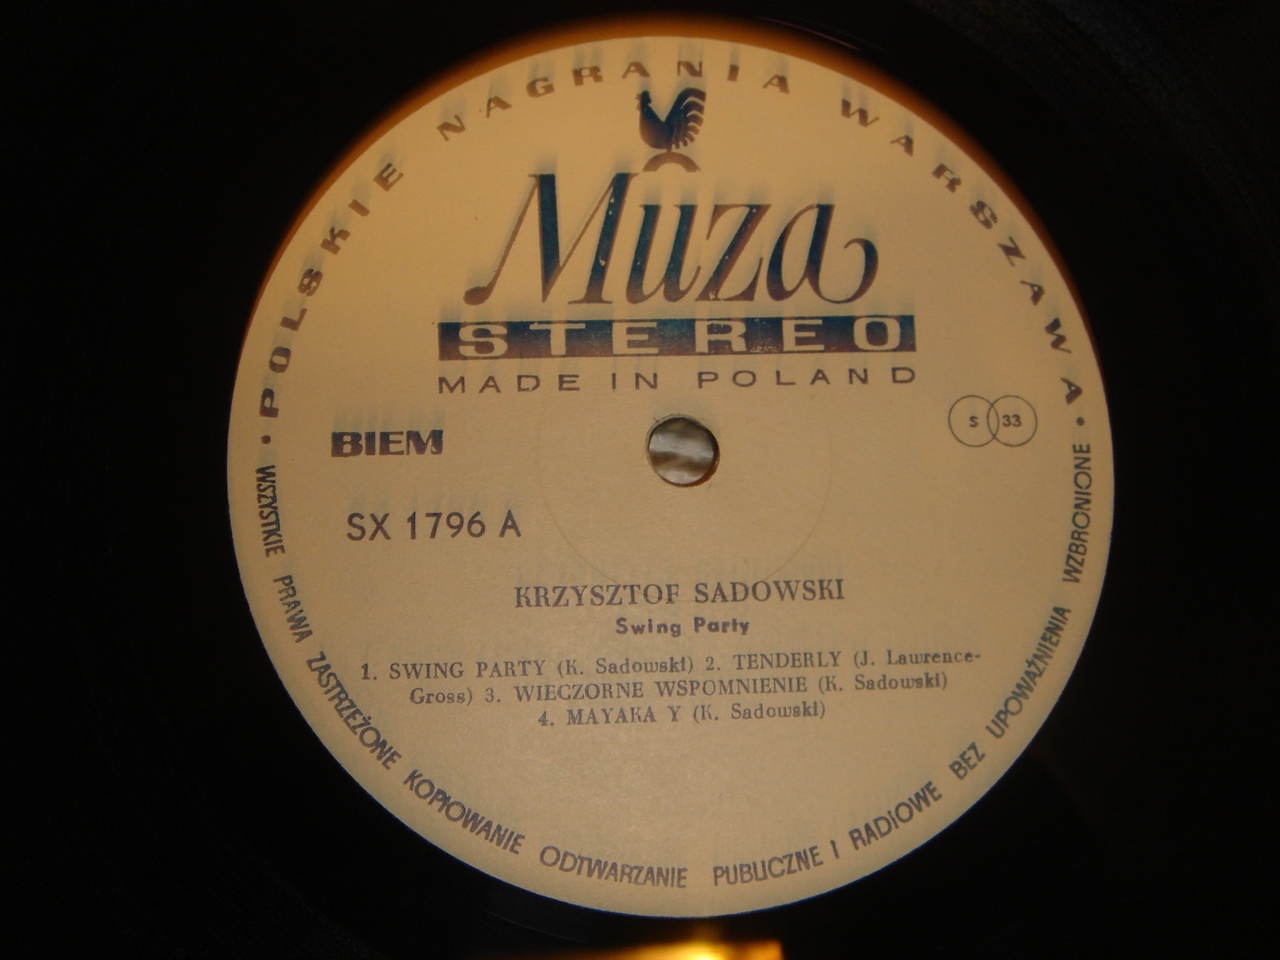 POLSKIE NAGRANIA WARSZAWA
Muza
STEREO
MADE IN POLAND
BIEM
S 33
SX 1796 A
KRZYSZTOF SADOWSKI
Swing Party
1. SWING PARTY (K. Sadowski) 2. TENDERLY (J. Lawrence-
Gross) 3. WIECZORNE WSPOMNIENIE (K. Sadowski)
4. MAYAKA Y (K. Sadowski)
• WSZYSTKIE PRAWA ZASTRZEŻONE KOPIOWANIE ODTWARZANIE PUBLICZNE I RADIOWE BEZ UPOWAŻNIENIA WZBRONIONE •